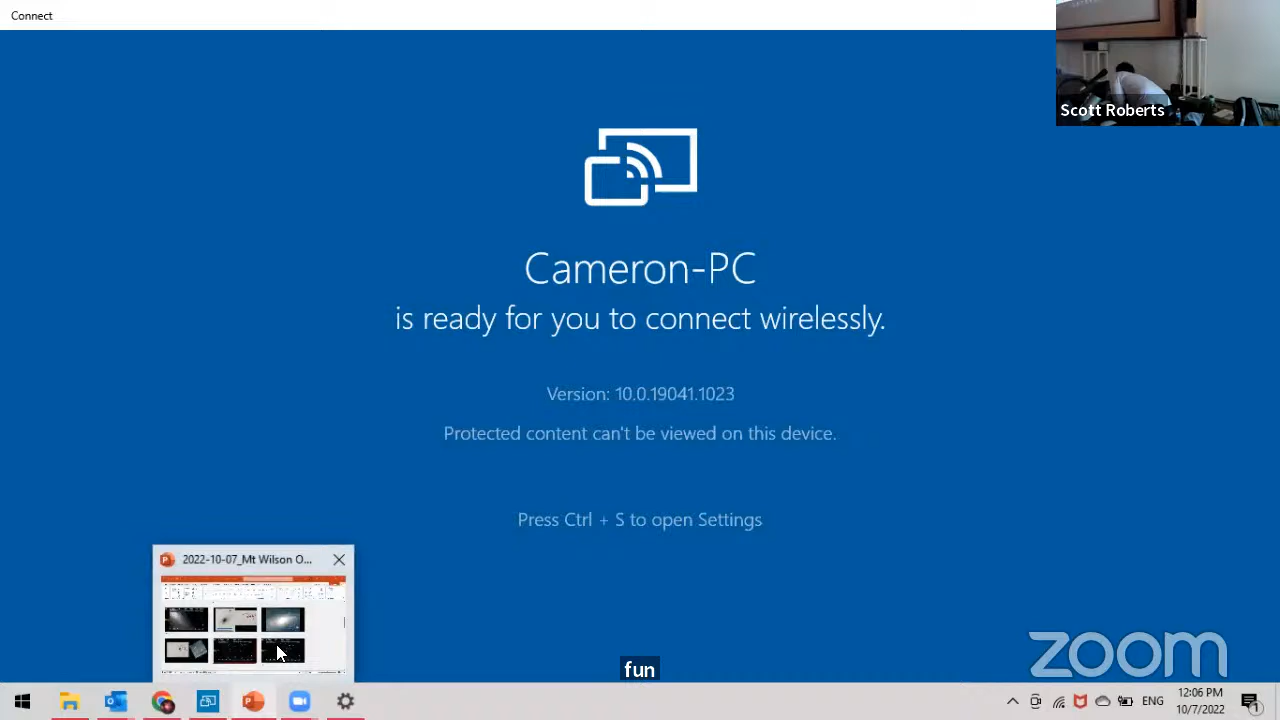 Connect
Scott Roberts
Cameron-PC
is ready for you to connect wirelessly.
Version: 10.0.19041.1023
Protected content can't be viewed on this device.
Press Ctrl + S to open Settings
2022-10-07_Mt Wilson O...
zoom
fun
ENG
12:06 PM
10/7/2022
1